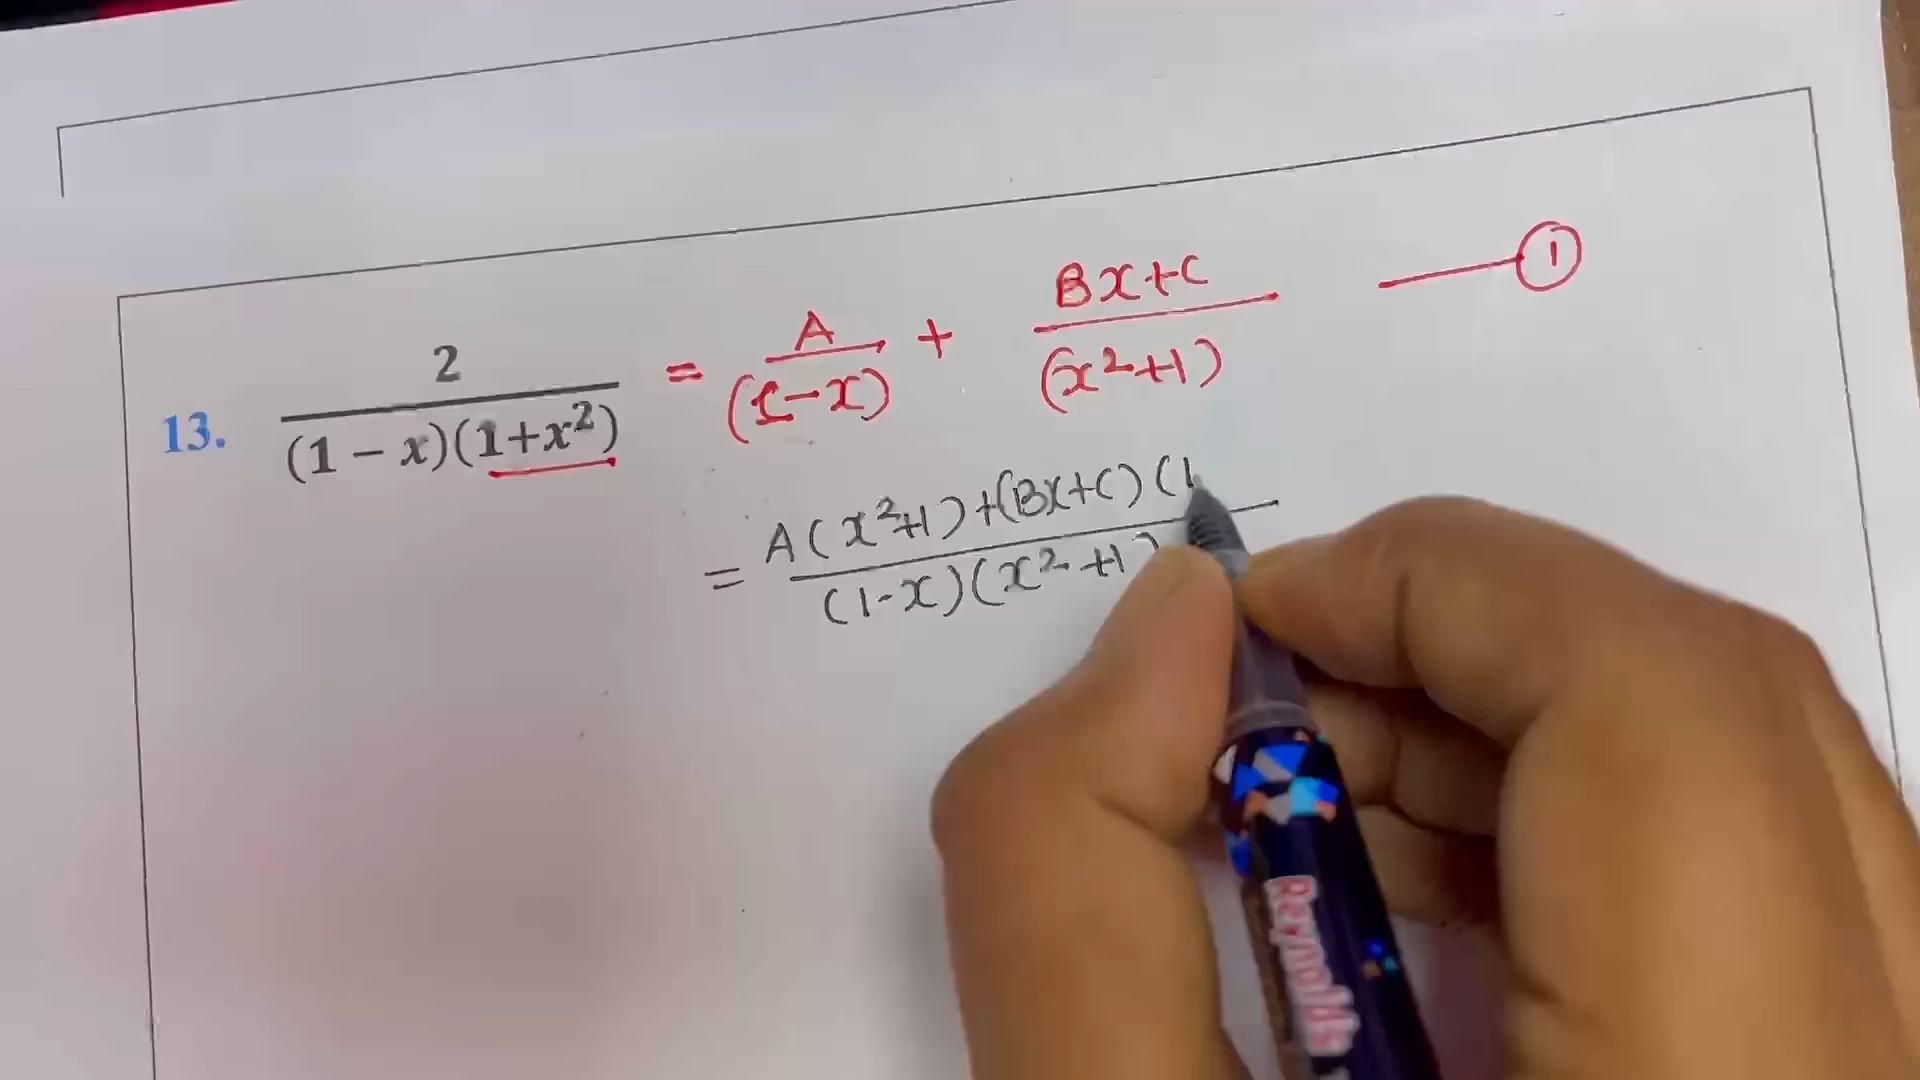 13. 2/((1 − x)(1+x²)) = A/(1-x) + (Bx+C)/(x²+1) — ①
= (A(x²+1)+(Bx+C)(1)/((1-x)(x²+1)
Reynolds